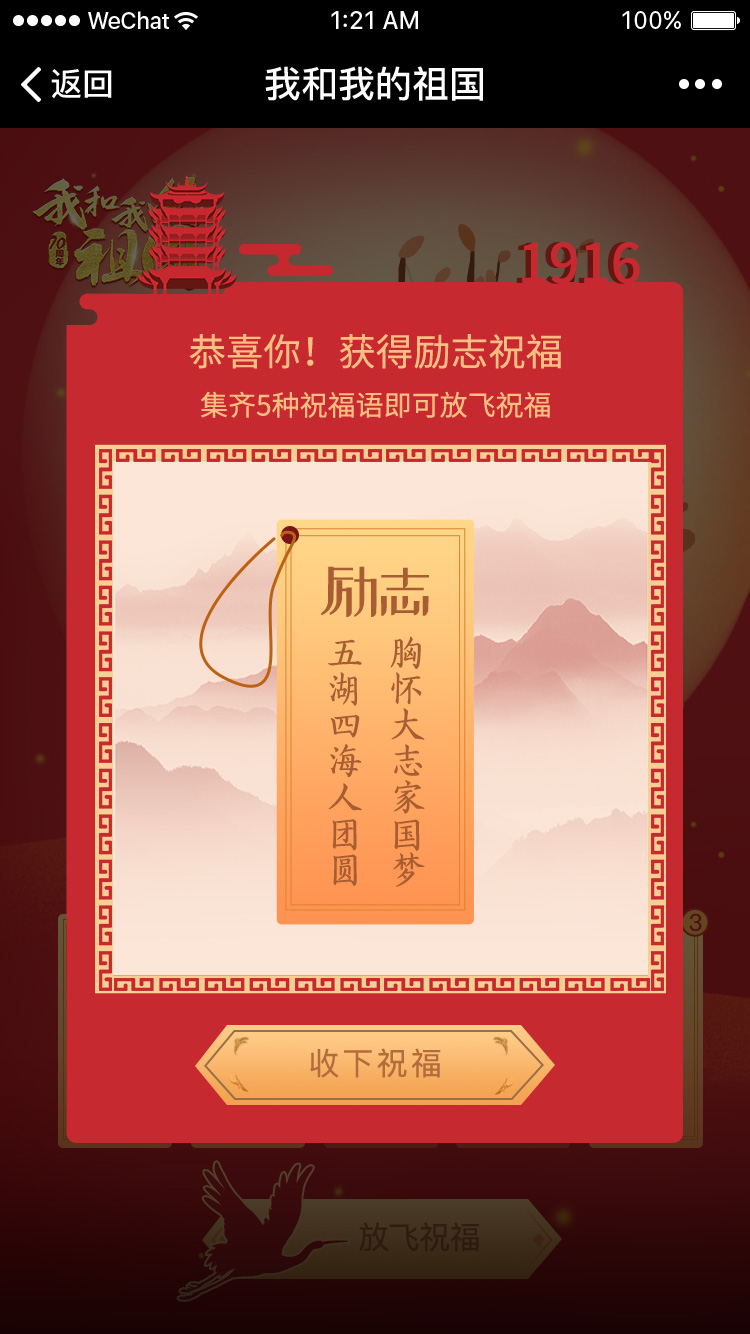 WeChat 1:21 AM 100%
返回 我和我的祖国
我和我
祖
70周年
1916
恭喜你！获得励志祝福
集齐5种祝福语即可放飞祝福
励志
胸怀大志家国梦
五湖四海人团圆
3
收下祝福
放飞祝福